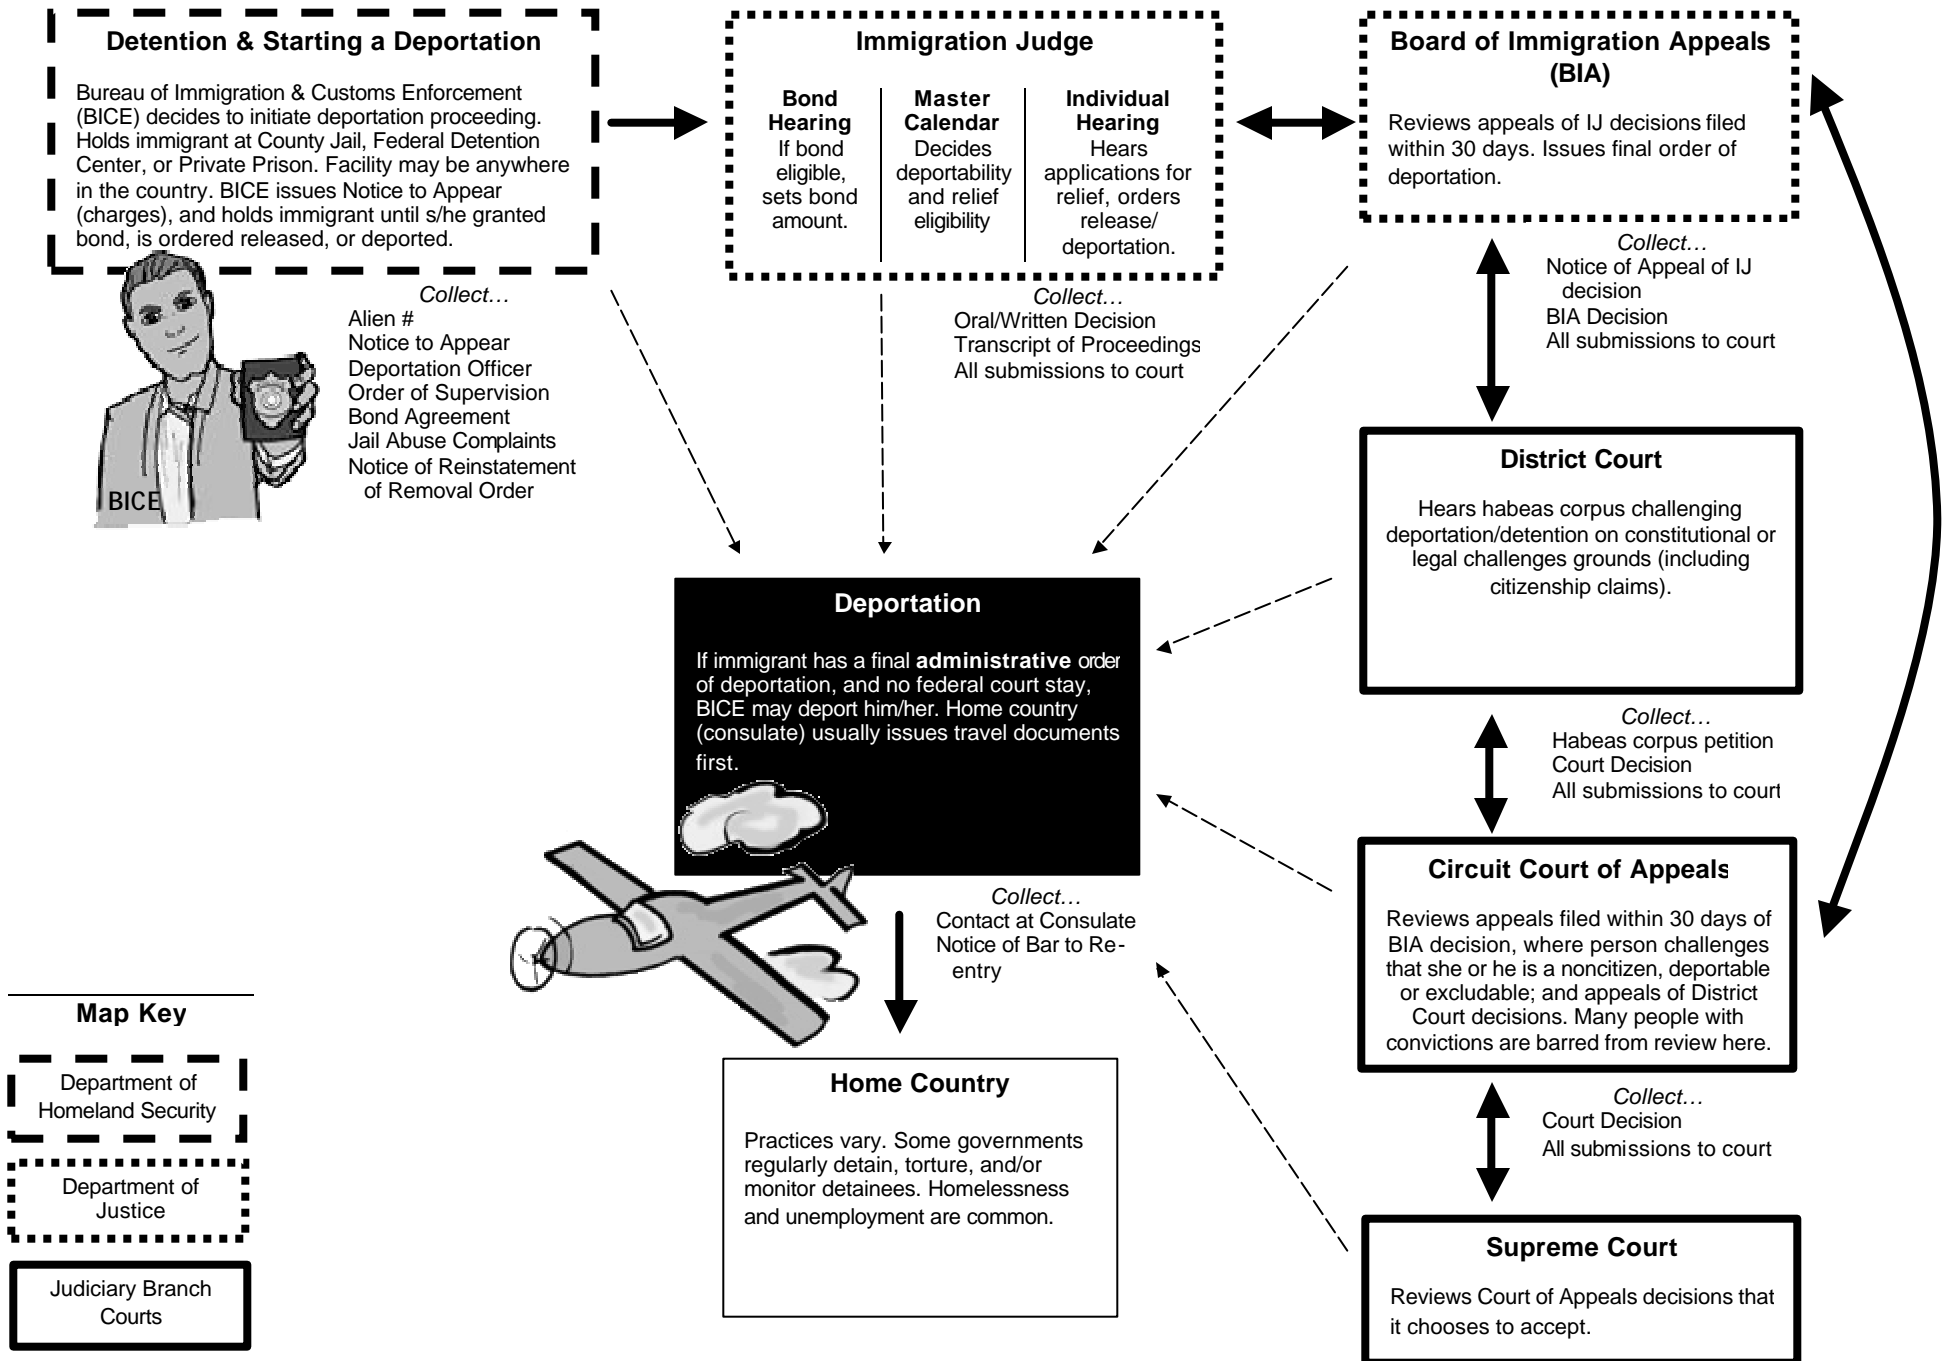 Detention & Starting a Deportation
Bureau of Immigration & Customs Enforcement
(BICE) decides to initiate deportation proceeding.
Holds immigrant at County Jail, Federal Detention
Center, or Private Prison. Facility may be anywhere
in the country. BICE issues Notice to Appear
(charges), and holds immigrant until s/he granted
bond, is ordered released, or deported.
BICE
Collect…
Alien #
Notice to Appear
Deportation Officer
Order of Supervision
Bond Agreement
Jail Abuse Complaints
Notice of Reinstatement
of Removal Order
Immigration Judge
Bond
Hearing
If bond
eligible,
sets bond
amount.
Master
Calendar
Decides
deportability
and relief
eligibility
Individual
Hearing
Hears
applications for
relief, orders
release/
deportation.
Collect…
Oral/Written Decision
Transcript of Proceedings
All submissions to court
Board of Immigration Appeals
(BIA)
Reviews appeals of IJ decisions filed
within 30 days. Issues final order of
deportation.
Collect…
Notice of Appeal of IJ
decision
BIA Decision
All submissions to court
District Court
Hears habeas corpus challenging
deportation/detention on constitutional or
legal challenges grounds (including
citizenship claims).
Collect…
Habeas corpus petition
Court Decision
All submissions to court
Circuit Court of Appeals
Reviews appeals filed within 30 days of
BIA decision, where person challenges
that she or he is a noncitizen, deportable
or excludable; and appeals of District
Court decisions. Many people with
convictions are barred from review here.
Collect…
Court Decision
All submissions to court
Supreme Court
Reviews Court of Appeals decisions that
it chooses to accept.
Deportation
If immigrant has a final administrative order
of deportation, and no federal court stay,
BICE may deport him/her. Home country
(consulate) usually issues travel documents
first.
Collect…
Contact at Consulate
Notice of Bar to Re-
entry
Home Country
Practices vary. Some governments
regularly detain, torture, and/or
monitor detainees. Homelessness
and unemployment are common.
Map Key
Department of
Homeland Security
Department of
Justice
Judiciary Branch
Courts